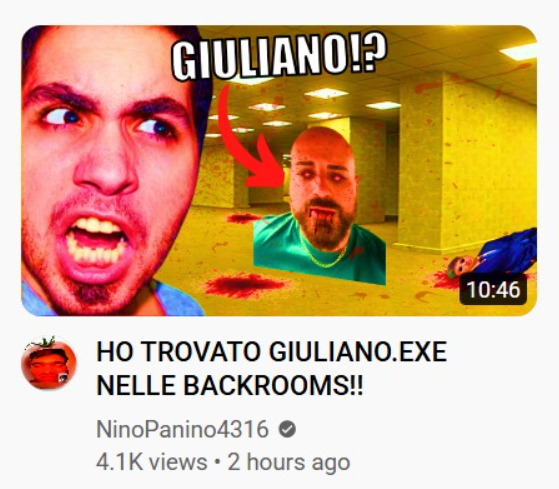 GIULIANO!?
10:46
HO TROVATO GIULIANO.EXE
NELLE BACKROOMS!!
NinoPanino4316
4.1K views • 2 hours ago